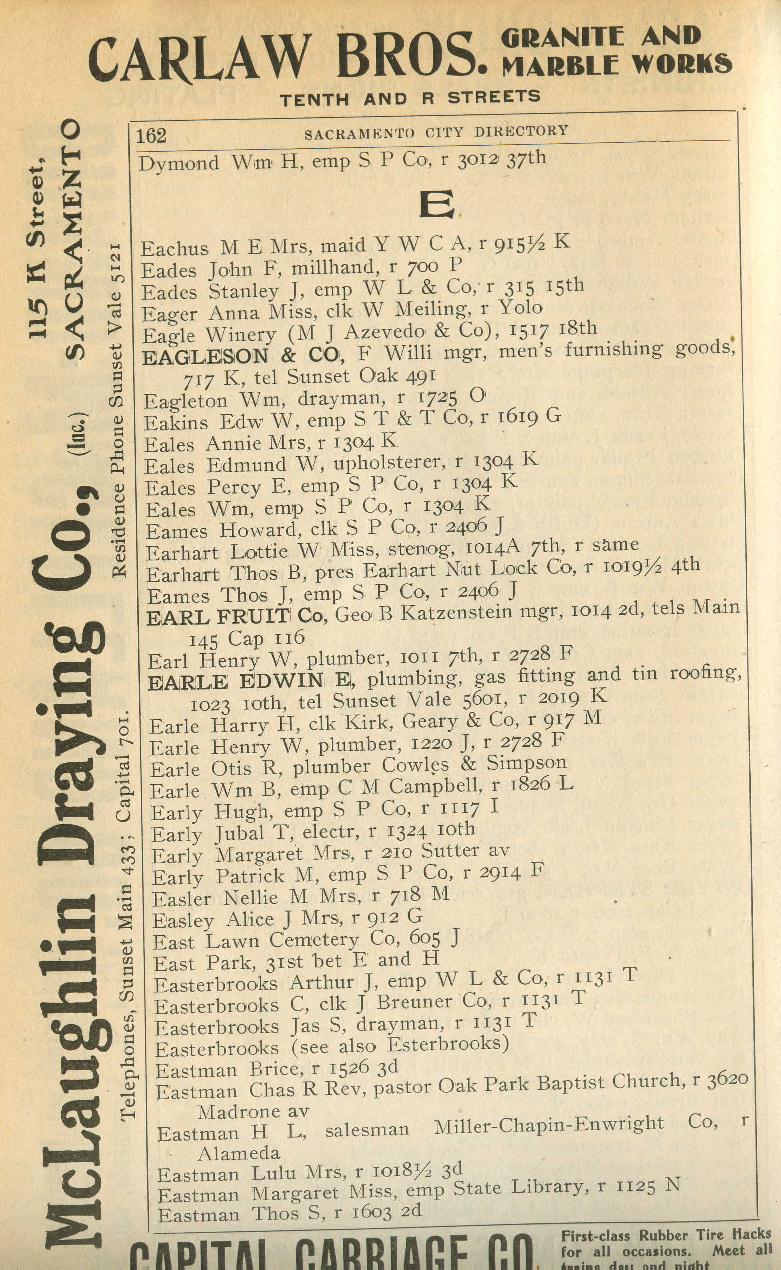 CARLAW BROS. GRANITE AND
MARBLE WORKS
TENTH AND R STREETS
162 SACRAMENTO CITY DIRECTORY
Dymond Wm H, emp S P Co, r 3012 37th
E
Eachus M E Mrs, maid Y W C A, r 915½ K
Eades John F, millhand, r 700 P
Eades Stanley J, emp W L & Co, r 315 15th
Eager Anna Miss, clk W Meiling, r Yolo
Eagle Winery (M J Azevedo & Co), 1517 18th
EAGLESON & CO, F Willi mgr, men's furnishing goods,
717 K, tel Sunset Oak 491
Eagleton Wm, drayman, r 1725 O
Eakins Edw W, emp S T & T Co, r 1619 G
Eales Annie Mrs, r 1304 K
Eales Edmund W, upholsterer, r 1304 K
Eales Percy E, emp S P Co, r 1304 K
Eales Wm, emp S P Co, r 1304 K
Eames Howard, clk S P Co, r 2406 J
Earhart Lottie W Miss, stenog, 1014A 7th, r same
Earhart Thos B, pres Earhart Nut Lock Co, r 1019½ 4th
Eames Thos J, emp S P Co, r 2406 J
EARL FRUIT Co, Geo B Katzenstein mgr, 1014 2d, tels Main
145 Cap 116
Earl Henry W, plumber, 1011 7th, r 2728 F
EARLE EDWIN E, plumbing, gas fitting and tin roofing,
1023 10th, tel Sunset Vale 5601, r 2019 K
Earle Harry H, clk Kirk, Geary & Co, r 917 M
Earle Henry W, plumber, 1220 J, r 2728 F
Earle Otis R, plumber Cowles & Simpson
Earle Wm B, emp C M Campbell, r 1826 L
Early Hugh, emp S P Co, r 1117 I
Early Jubal T, electr, r 1324 10th
Early Margaret Mrs, r 210 Sutter av
Early Patrick M, emp S P Co, r 2914 F
Easler Nellie M Mrs, r 718 M
Easley Alice J Mrs, r 912 G
East Lawn Cemetery Co, 605 J
East Park, 31st bet E and H
Easterbrooks Arthur J, emp W L & Co, r 1131 T
Easterbrooks C, clk J Breuner Co, r 1131 T
Easterbrooks Jas S, drayman, r 1131 T
Easterbrooks (see also Esterbrooks)
Eastman Brice, r 1526 3d
Eastman Chas R Rev, pastor Oak Park Baptist Church, r 3620
Madrone av
Eastman H L, salesman Miller-Chapin-Enwright Co, r
Alameda
Eastman Lulu Mrs, r 1018½ 3d
Eastman Margaret Miss, emp State Library, r 1125 N
Eastman Thos S, r 1603 2d
McLaughlin Draying Co., (Inc.)
115 K Street,
SACRAMENTO
Telephones, Sunset Main 433; Capital 701. Residence Phone Sunset Vale 5121
CAPITAL CARRIAGE CO.
First-class Rubber Tire Hacks
for all occasions. Meet all
trains day and night